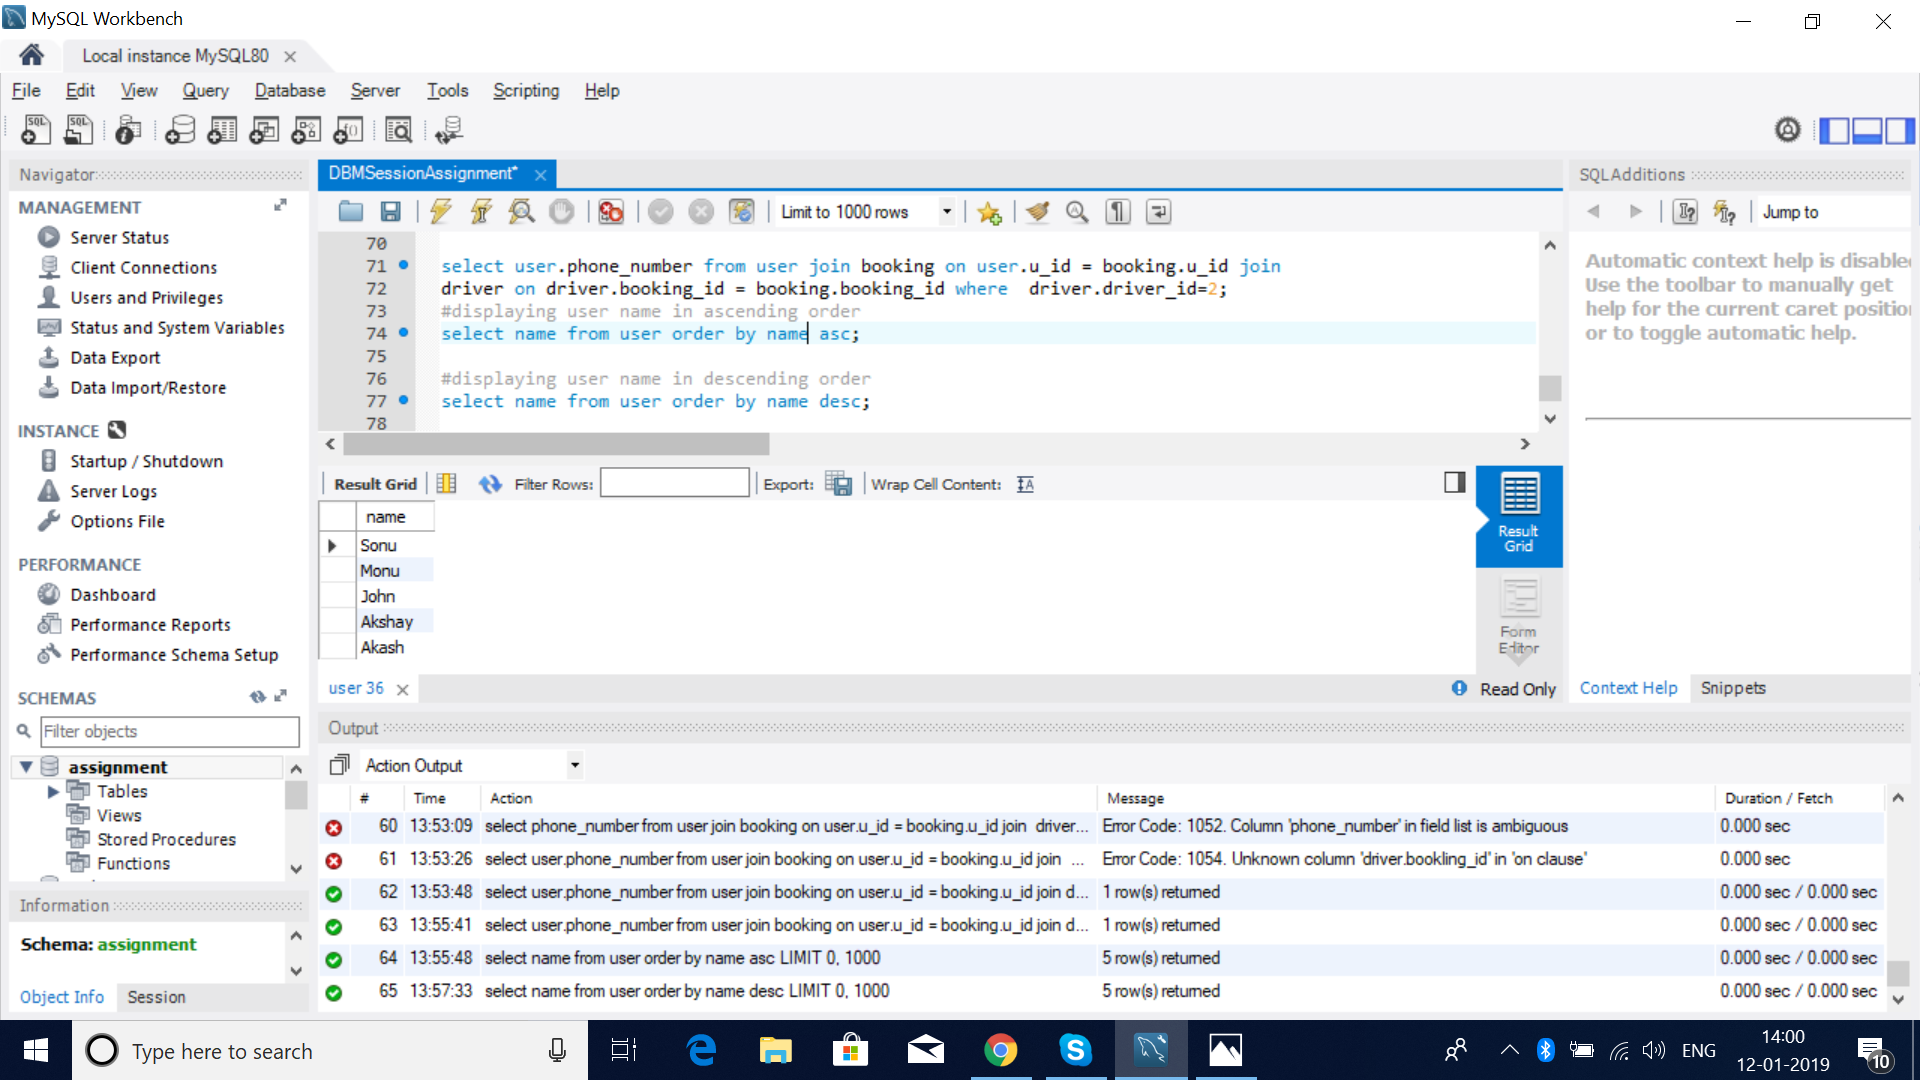 MySQL Workbench
Local instance MySQL80
File Edit View Query Database Server Tools Scripting Help
Navigator
MANAGEMENT
Server Status
Client Connections
Users and Privileges
Status and System Variables
Data Export
Data Import/Restore
INSTANCE
Startup / Shutdown
Server Logs
Options File
PERFORMANCE
Dashboard
Performance Reports
Performance Schema Setup
SCHEMAS
Filter objects
assignment
Tables
Views
Stored Procedures
Functions
Information
Schema: assignment
Object Info Session
DBMSessionAssignment*
Limit to 1000 rows
70
71 select user.phone_number from user join booking on user.u_id = booking.u_id join
72 driver on driver.booking_id = booking.booking_id where  driver.driver_id=2;
73 #displaying user name in ascending order
74 select name from user order by name asc;
75
76 #displaying user name in descending order
77 select name from user order by name desc;
78
Result Grid Filter Rows: Export: Wrap Cell Content:
name
Sonu
Monu
John
Akshay
Akash
Result
Grid
Form
Editor
user 36
Read Only
SQLAdditions
Jump to
Automatic context help is disable
Use the toolbar to manually get
help for the current caret positio
or to toggle automatic help.
Context Help Snippets
Output
Action Output
# Time Action Message Duration / Fetch
60 13:53:09 select phone_number from user join booking on user.u_id = booking.u_id join  driver... Error Code: 1052. Column 'phone_number' in field list is ambiguous 0.000 sec
61 13:53:26 select user.phone_number from user join booking on user.u_id = booking.u_id join  ... Error Code: 1054. Unknown column 'driver.bookling_id' in 'on clause' 0.000 sec
62 13:53:48 select user.phone_number from user join booking on user.u_id = booking.u_id join d... 1 row(s) returned 0.000 sec / 0.000 sec
63 13:55:41 select user.phone_number from user join booking on user.u_id = booking.u_id join d... 1 row(s) returned 0.000 sec / 0.000 sec
64 13:55:48 select name from user order by name asc LIMIT 0, 1000 5 row(s) returned 0.000 sec / 0.000 sec
65 13:57:33 select name from user order by name desc LIMIT 0, 1000 5 row(s) returned 0.000 sec / 0.000 sec
Type here to search
ENG
14:00
12-01-2019
10